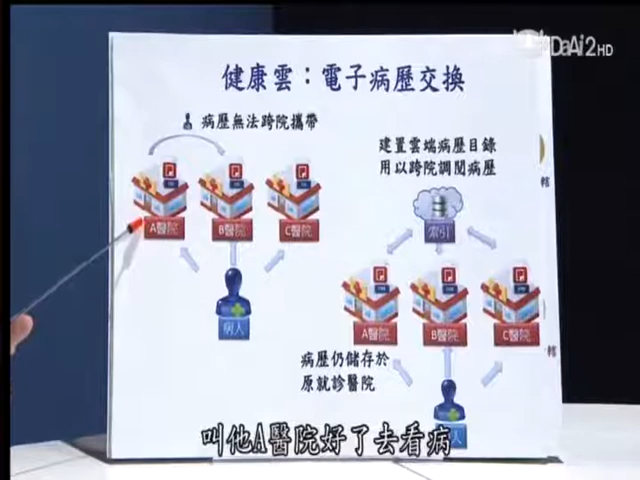 DaAi2HD
健康雲：電子病歷交換
病歷無法跨院攜帶
建置雲端病歷目錄
用以跨院調閱病歷
A醫院
B醫院
C醫院
病人
索引
A醫院
B醫院
C醫院
病歷仍儲存於
原就診醫院
人
叫他A醫院好了去看病